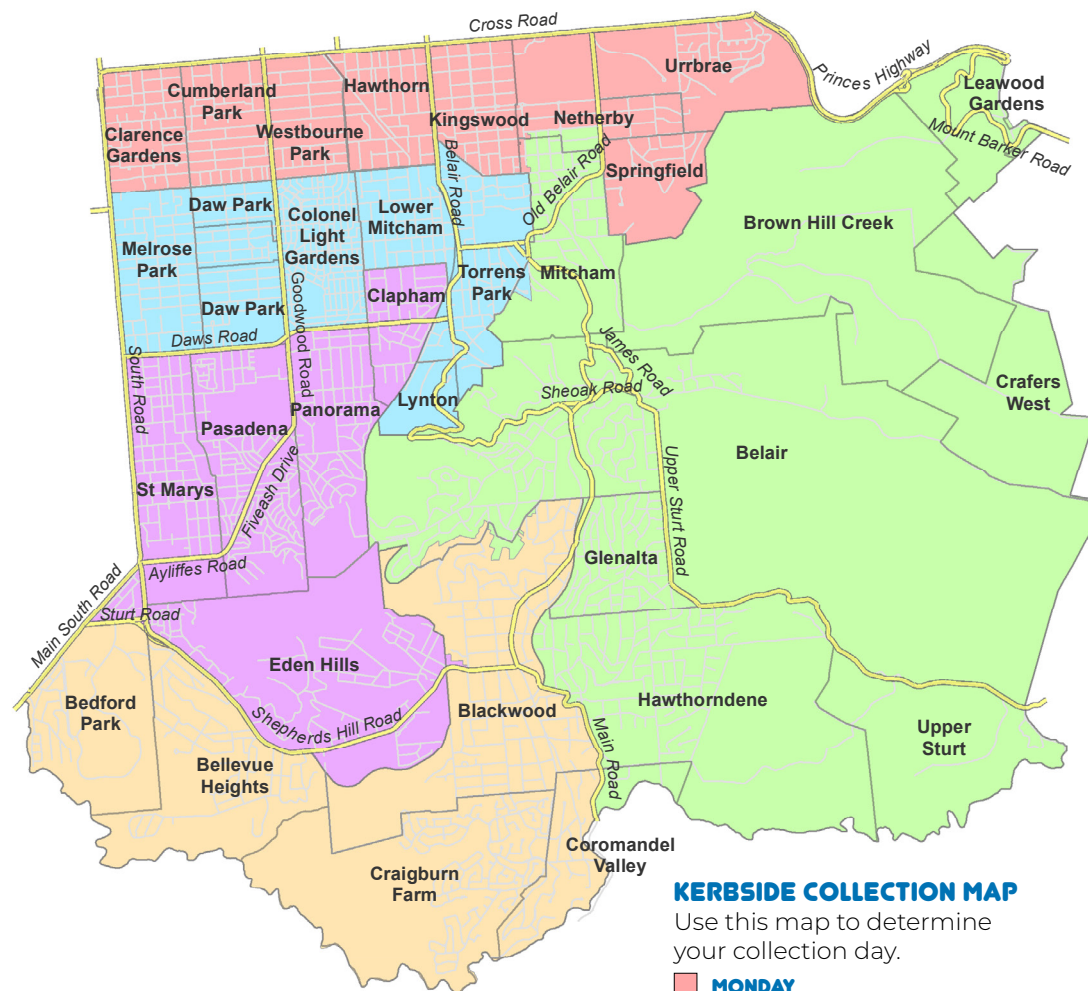 Cross Road
Princes Highway
Urrbrae
Leawood
Gardens
Mount Barker Road
Cumberland
Park
Hawthorn
Clarence
Gardens
Westbourne
Park
Kingswood
Netherby
Belair Road
Old Belair Road
Springfield
Daw Park
Colonel
Light
Gardens
Lower
Mitcham
Brown Hill Creek
Melrose
Park
Torrens
Park
Mitcham
Clapham
Daw Park
Goodwood Road
Daws Road
South Road
James Road
Sheoak Road
Crafers
West
Lynton
Panorama
Pasadena
Belair
Fiveash Drive
Upper Sturt Road
St Marys
Glenalta
Ayliffes Road
Main South Road
Sturt Road
Eden Hills
Hawthorndene
Bedford
Park
Shepherds Hill Road
Blackwood
Main Road
Upper
Sturt
Bellevue
Heights
Coromandel
Valley
Craigburn
Farm
KERBSIDE COLLECTION MAP
Use this map to determine
your collection day.
MONDAY